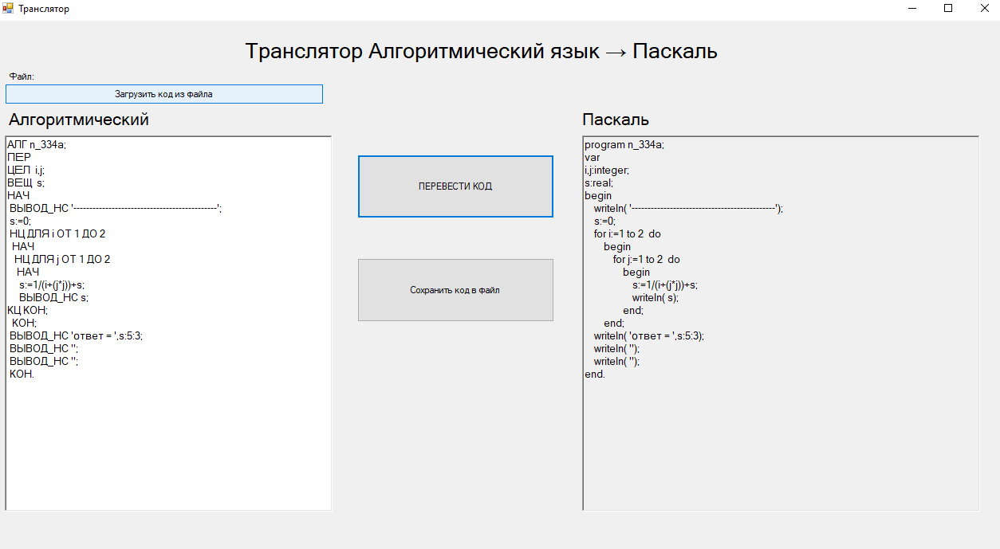 Транслятор
Транслятор Алгоритмический язык → Паскаль
Файл:
Загрузить код из файла
Алгоритмический
АЛГ n_334a;
ПЕР
ЦЕЛ i,j;
ВЕЩ s;
НАЧ
ВЫВОД_НС '---------------------------------------------';
s:=0;
НЦ ДЛЯ i ОТ 1 ДО 2
НАЧ
НЦ ДЛЯ j ОТ 1 ДО 2
НАЧ
s:=1/(i+(j*j))+s;
ВЫВОД_НС s;
КЦ КОН;
КОН;
ВЫВОД_НС 'ответ = ',s:5:3;
ВЫВОД_НС '';
ВЫВОД_НС '';
КОН.
ПЕРЕВЕСТИ КОД
Сохранить код в файл
Паскаль
program n_334a;
var
i,j:integer;
s:real;
begin
writeln( '---------------------------------------------');
s:=0;
for i:=1 to 2 do
begin
for j:=1 to 2 do
begin
s:=1/(i+(j*j))+s;
writeln( s);
end;
end;
writeln( 'ответ = ',s:5:3);
writeln( '');
writeln( '');
end.